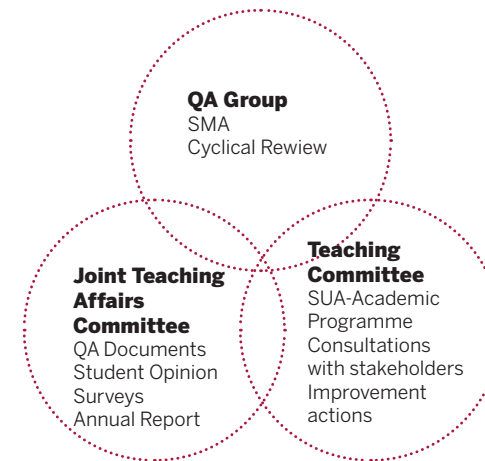 QA Group
SMA
Cyclical Rewiew
Joint Teaching
Affairs
Committee
QA Documents
Student Opinion
Surveys
Annual Report
Teaching
Committee
SUA-Academic
Programme
Consultations
with stakeholders
Improvement
actions